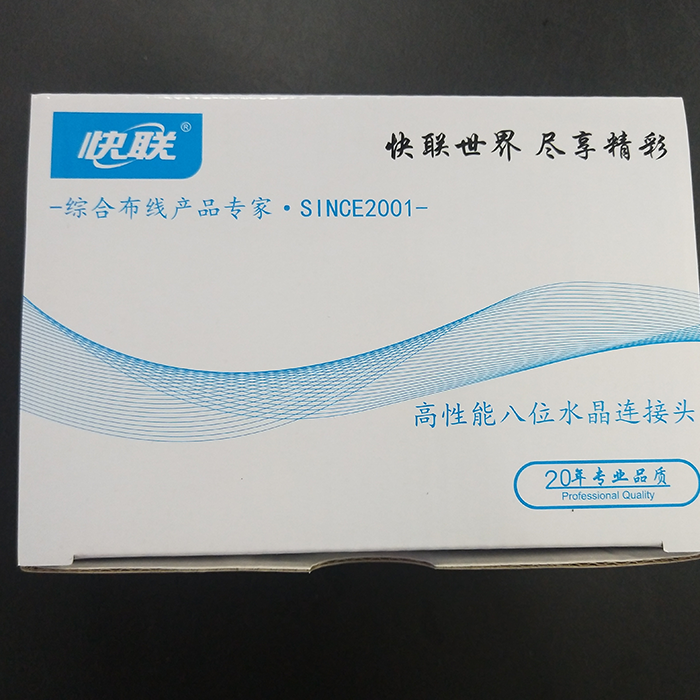 快联®
快联世界 尽享精彩
-综合布线产品专家·SINCE2001-
高性能八位水晶连接头
20年专业品质
Professional Quality